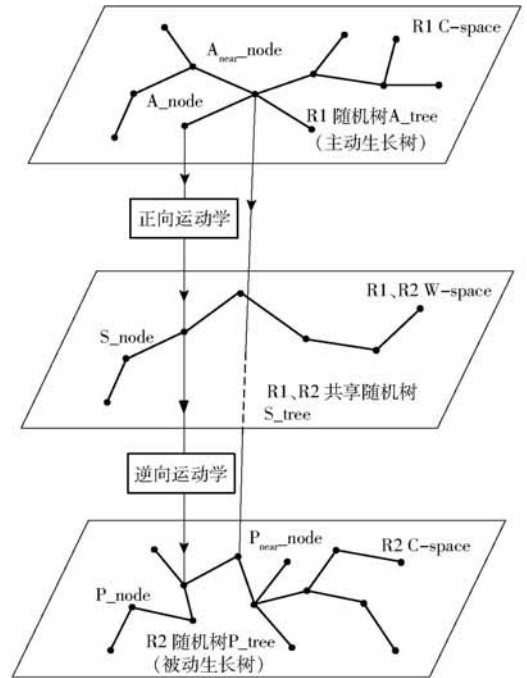 R1 C-space
A_near_node
A_node
R1 随机树A_tree
(主动生长树)
正向运动学
R1、R2 W-space
S_node
R1、R2 共享随机树
S_tree
逆向运动学
P_near_node
R2 C-space
P_node
R2 随机树P_tree
(被动生长树)